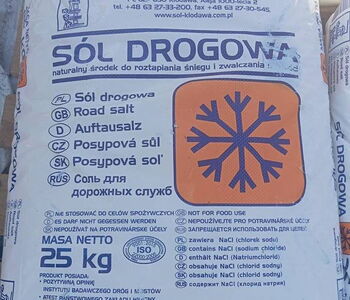 tel. +48 63 27-33-200, fax +48 63 27-30-545
www.sol-klodawa.com.pl
SÓL DROGOWA
naturalny środek do roztapiania śniegu i zwalczania
PL Sól drogowa
GB Road salt
D Auftausalz
CZ Posypová sůl
SK Posypová soľ
RUS Соль для
дорожных служб
PL NIE STOSOWAĆ DO CELÓW SPOŻYWCZYCH
D ES DARF NICHT GEGESSEN WERDEN
SK NEPOUŽÍVAŤ NA POTRAVINÁRSKE ÚČELY
GB NOT FOR FOOD USE
CZ NEPOUŽÍVEJTE PRO POTRAVINÁŘSKÉ ÚČELY
RUS ЗАПРЕЩАЕТСЯ ИСПОЛЬЗОВАТЬ ДЛЯ ЦЕЛЕЙ
MASA NETTO
25 kg
ISO
PL zawiera NaCl (chlorek sodu)
GB contains NaCl (sodium chloride)
D enthält NaCl (Natriumchlorid)
CZ obsahuje NaCl (chlorid sodný)
SK obsahuje NaCl (chlorid sodný)
RUS содержит NaCl (хлорид натрия)
PRODUKT POSIADA:
• POZYTYWNĄ OPINIĘ
INSTYTUTU BADAWCZEGO DRÓG I MOSTÓW
• ATEST PAŃSTWOWEGO ZAKŁADU HIGIENY
DROGOWA